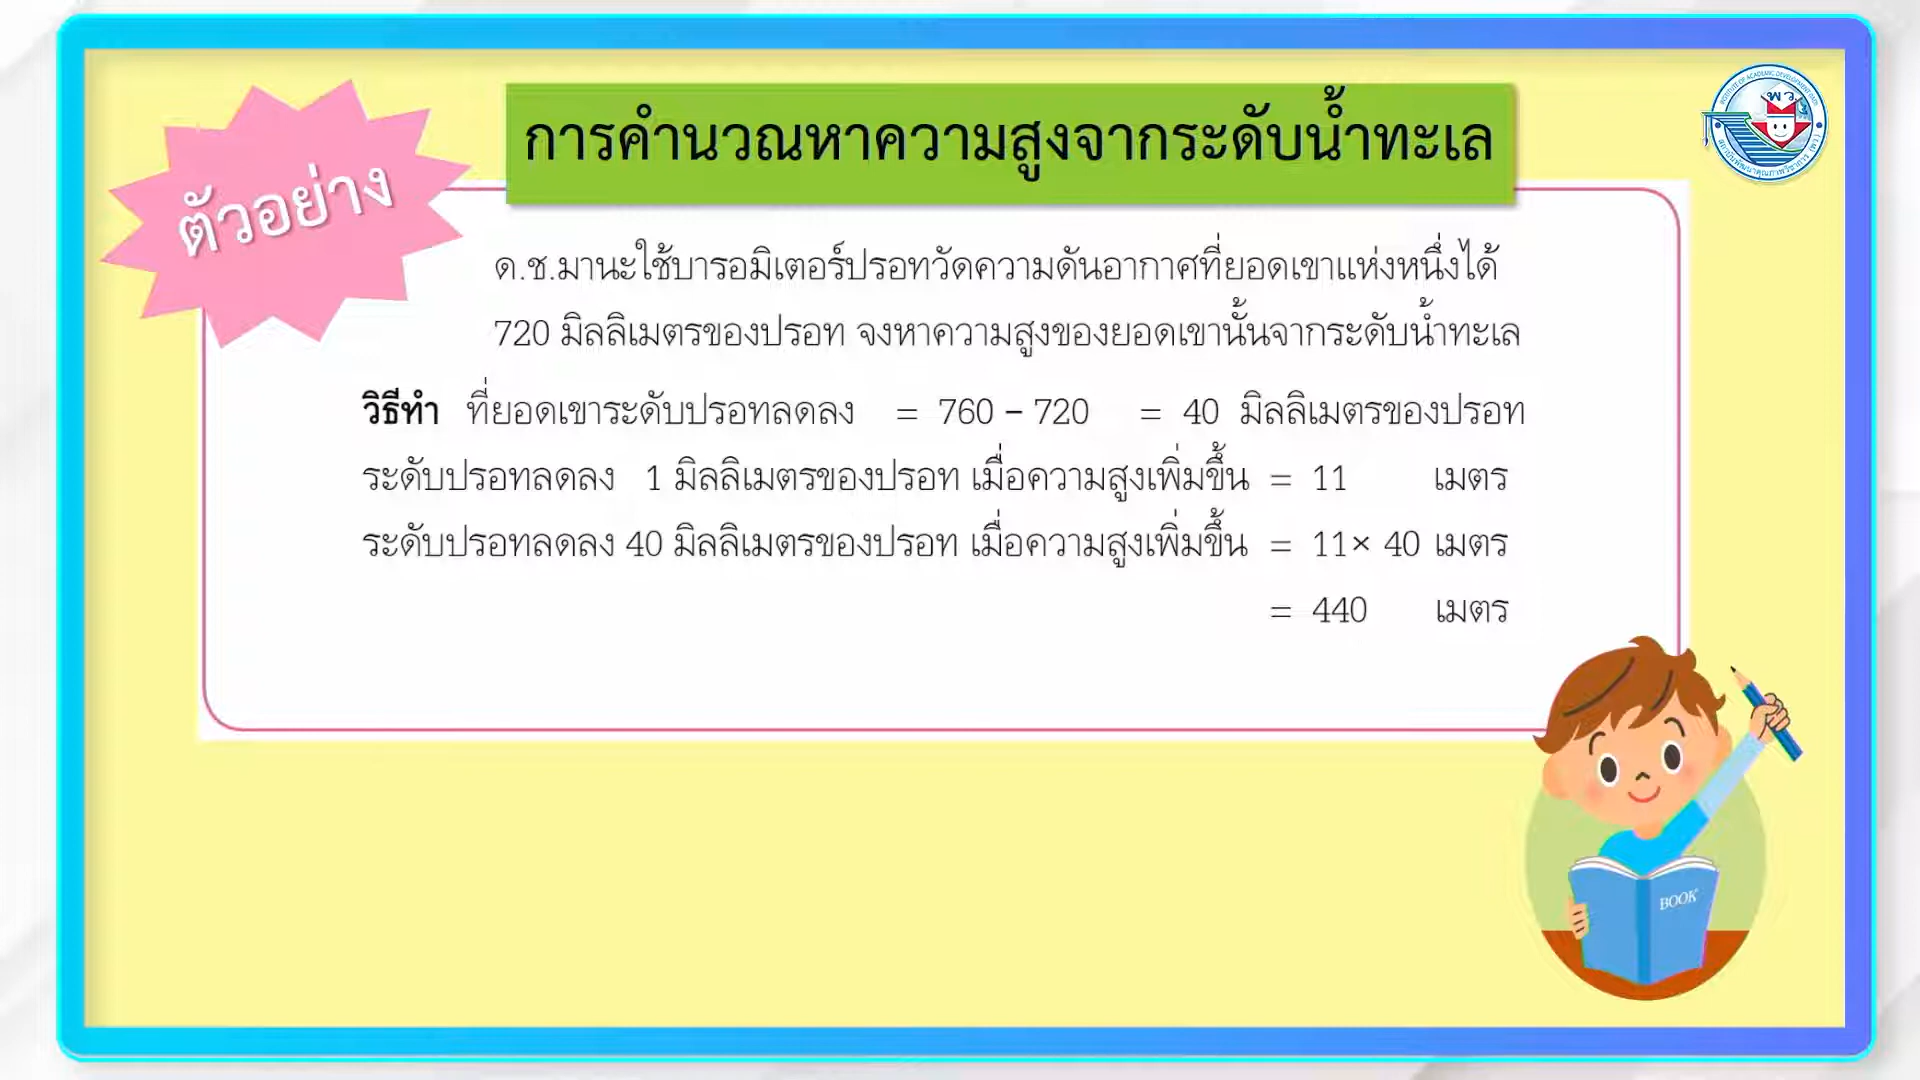 การคำนวณหาความสูงจากระดับน้ำทะเล
ตัวอย่าง
ด.ช.มานะใช้บารอมิเตอร์ปรอทวัดความดันอากาศที่ยอดเขาแห่งหนึ่งได้
720 มิลลิเมตรของปรอท จงหาความสูงของยอดเขานั้นจากระดับน้ำทะเล
วิธีทำ ที่ยอดเขาระดับปรอทลดลง = 760 – 720 = 40 มิลลิเมตรของปรอท
ระดับปรอทลดลง 1 มิลลิเมตรของปรอท เมื่อความสูงเพิ่มขึ้น = 11 เมตร
ระดับปรอทลดลง 40 มิลลิเมตรของปรอท เมื่อความสูงเพิ่มขึ้น = 11× 40 เมตร
= 440 เมตร
พว
BOOK